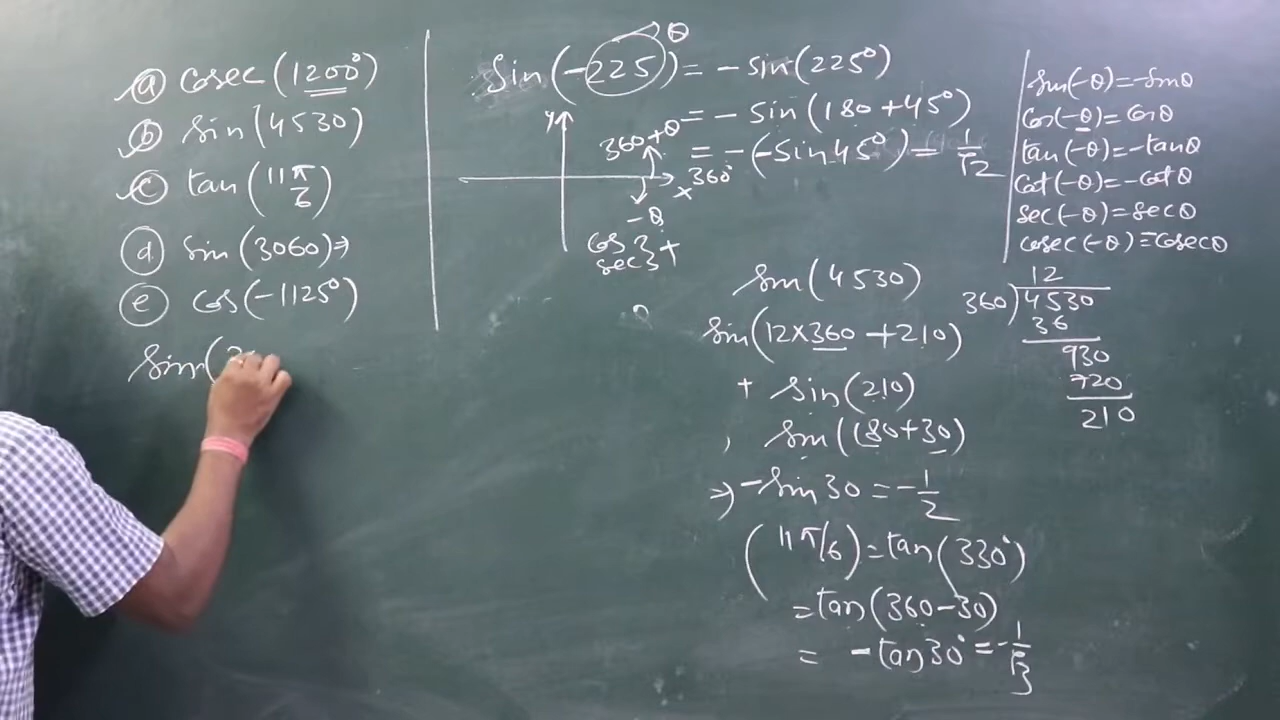 a cosec(1200°)
b sin(4530)
c tan(11π/6)
d sin(3060)⇒
e cos(-1125°)
sin(3
θ
sin(-225) = -sin(225°)
= -sin(180+45°)
= -(-sin45°) = 1/√2
y
360+θ
x 360°
-θ
cos } +
sec }
sin(-θ)=-sinθ
cos(-θ)=cosθ
tan(-θ)=-tanθ
cot(-θ)=-cotθ
sec(-θ)=secθ
cosec(-θ)=-cosecθ
sin(4530)
sin(12×360+210)
+ sin(210)
, sin(180+30)
⇒ -sin30 = -1/2
(11π/6)=tan(330°)
=tan(360-30)
= -tan30° = -1/√3
12
360)4530
36
930
720
210